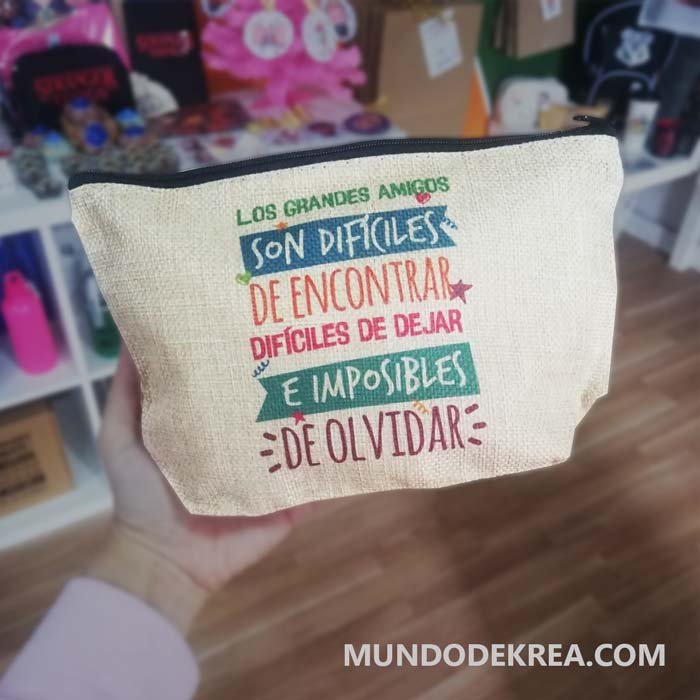 LOS GRANDES AMIGOS
SON DIFÍCILES
DE ENCONTRAR
DIFÍCILES DE DEJAR
E IMPOSIBLES
DE OLVIDAR
MUNDODEKREA.COM